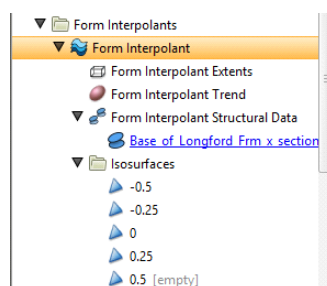 Form Interpolants
Form Interpolant
Form Interpolant Extents
Form Interpolant Trend
Form Interpolant Structural Data
Base of Longford Frm x section
Isosurfaces
-0.5
-0.25
0
0.25
0.5 [empty]